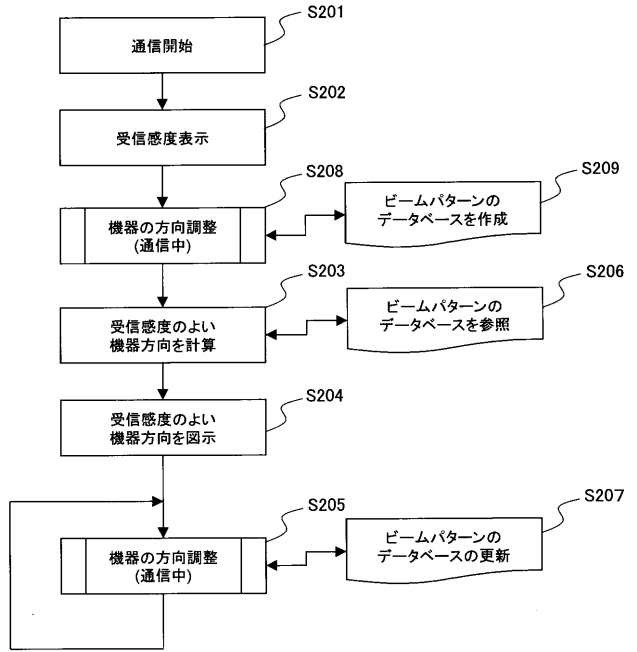 S201
通信開始
S202
受信感度表示
S208
機器の方向調整
(通信中)
S209
ビームパターンの
データベースを作成
S203
受信感度のよい
機器方向を計算
S206
ビームパターンの
データベースを参照
S204
受信感度のよい
機器方向を図示
S205
機器の方向調整
(通信中)
S207
ビームパターンの
データベースの更新